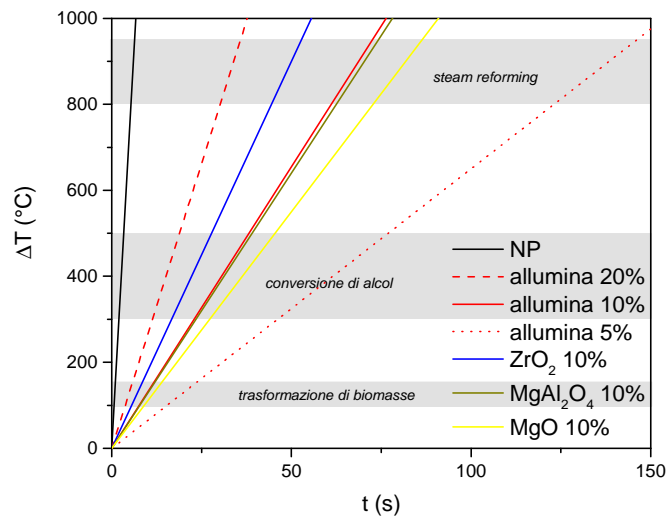 1000
800
600
400
200
0
ΔT (°C)
steam reforming
conversione di alcol
trasformazione di biomasse
NP
allumina 20%
allumina 10%
allumina 5%
ZrO₂ 10%
MgAl₂O₄ 10%
MgO 10%
0
50
100
150
t (s)